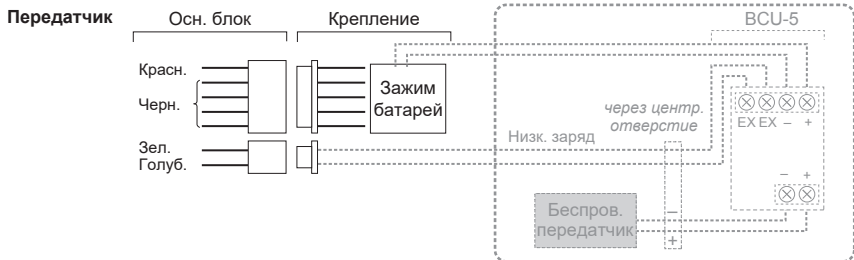 Передатчик
Осн. блок
Крепление
BCU-5
Красн.
Черн.
Зажим
батарей
через центр.
отверстие
EX EX – +
Зел.
Голуб.
Низк. заряд
– +
Беспров.
передатчик
–
+